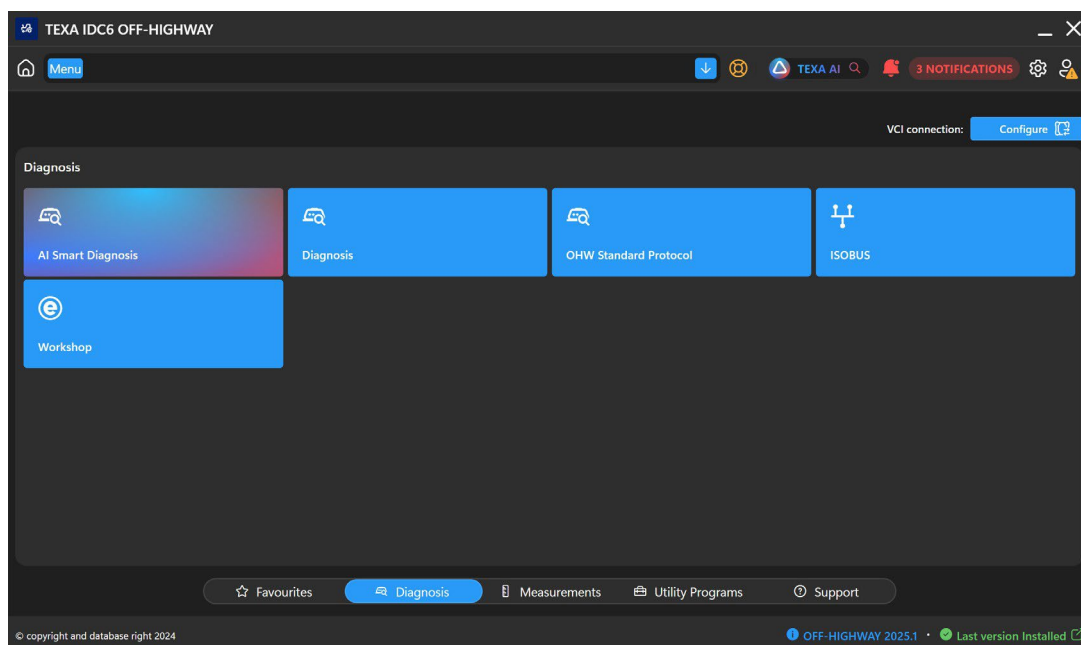 TEXA IDC6 OFF-HIGHWAY
Menu
TEXA AI
3 NOTIFICATIONS
VCI connection:
Configure
Diagnosis
AI Smart Diagnosis
Diagnosis
OHW Standard Protocol
ISOBUS
Workshop
Favourites
Diagnosis
Measurements
Utility Programs
Support
© copyright and database right 2024
OFF-HIGHWAY 2025.1 • Last version Installed